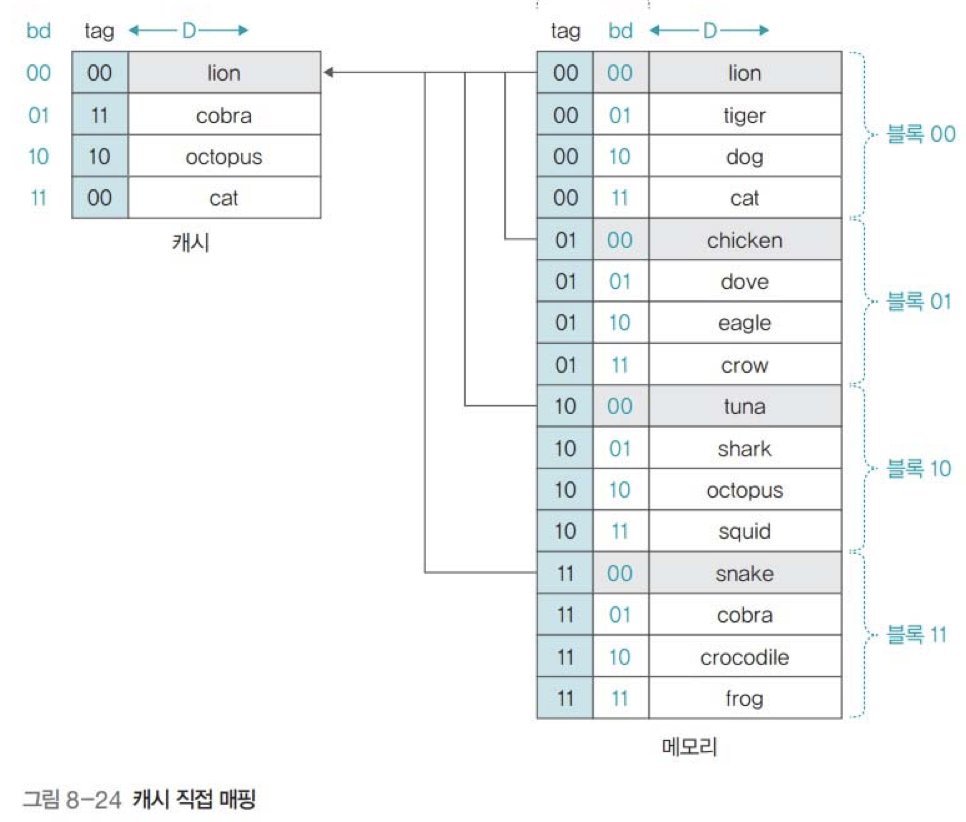 bd tag D tag bd D
00 00 lion 00 00 lion
01 11 cobra 00 01 tiger
블록 00
10 10 octopus 00 10 dog
11 00 cat 00 11 cat
캐시 01 00 chicken
01 01 dove
블록 01
01 10 eagle
01 11 crow
10 00 tuna
10 01 shark
블록 10
10 10 octopus
10 11 squid
11 00 snake
11 01 cobra
블록 11
11 10 crocodile
11 11 frog
메모리
그림 8-24 캐시 직접 매핑